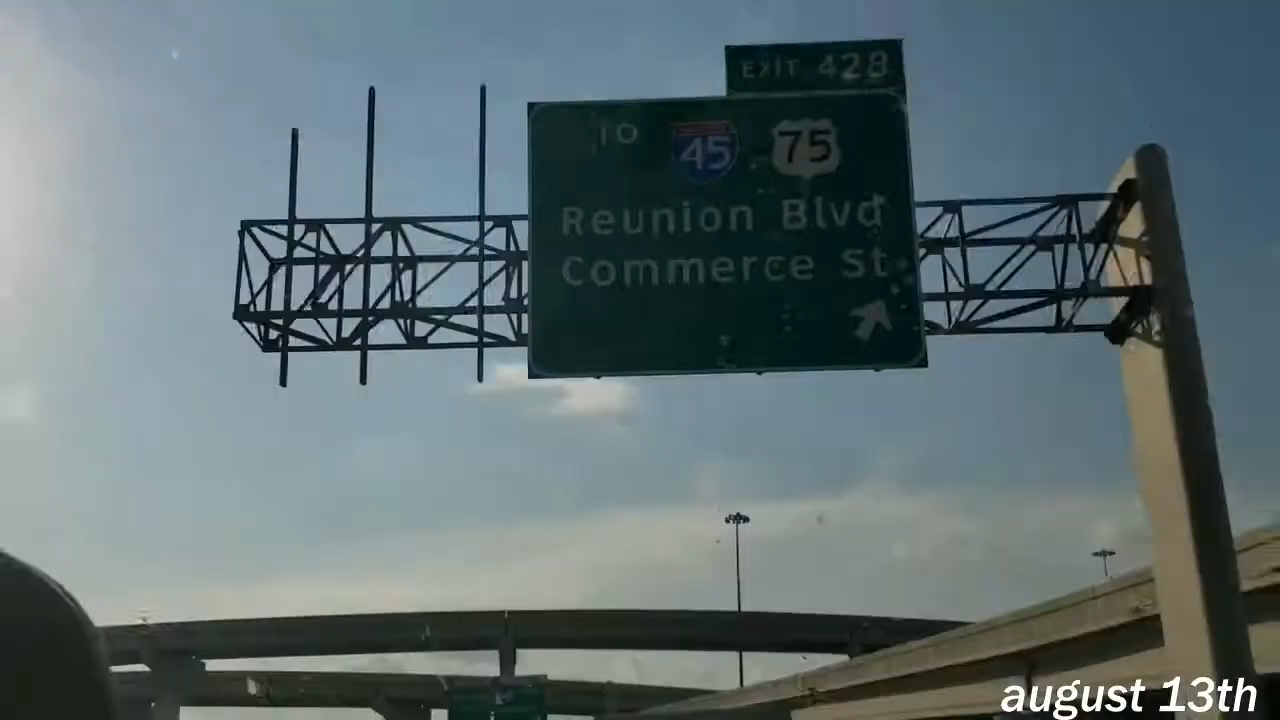 EXIT 428
TO 45 75
Reunion Blvd
Commerce St
august 13th